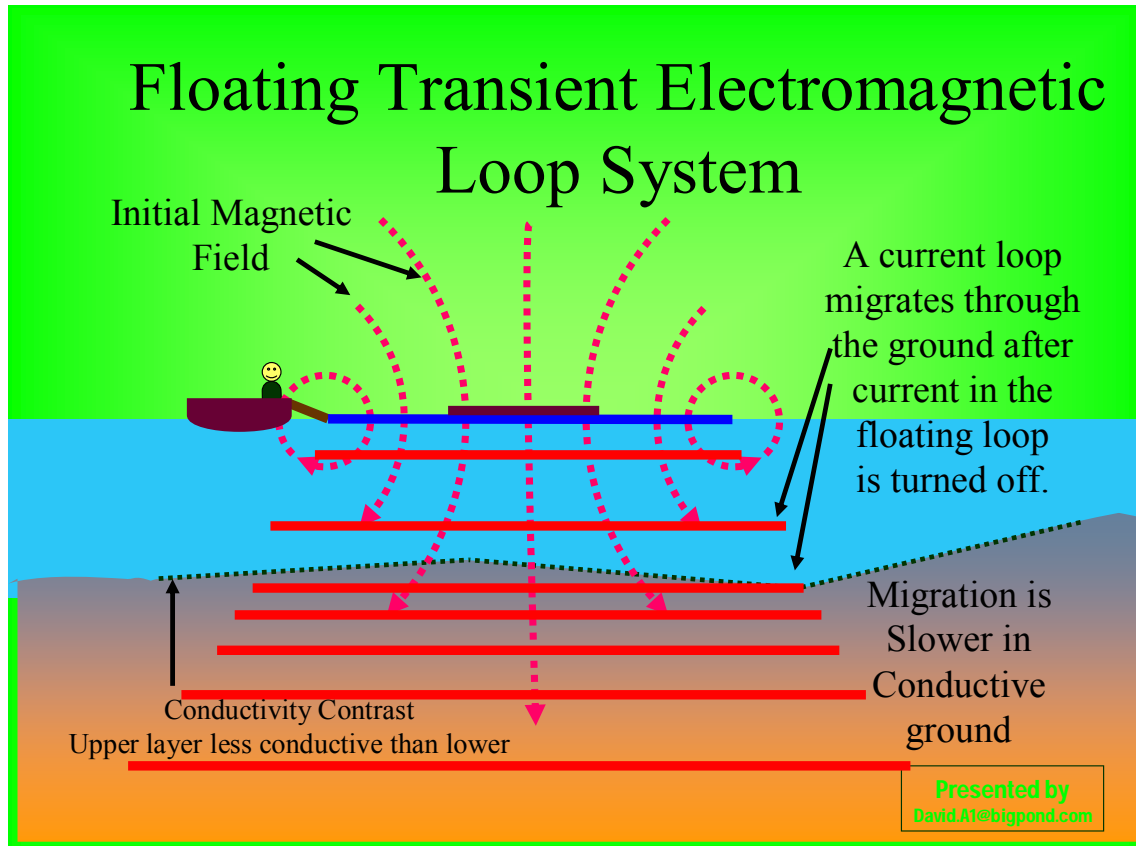 Floating Transient Electromagnetic
Loop System
Initial Magnetic
Field
A current loop
migrates through
the ground after
current in the
floating loop
is turned off.
Migration is
Slower in
Conductive
ground
Conductivity Contrast
Upper layer less conductive than lower
Presented by
David.A1@bigpond.com